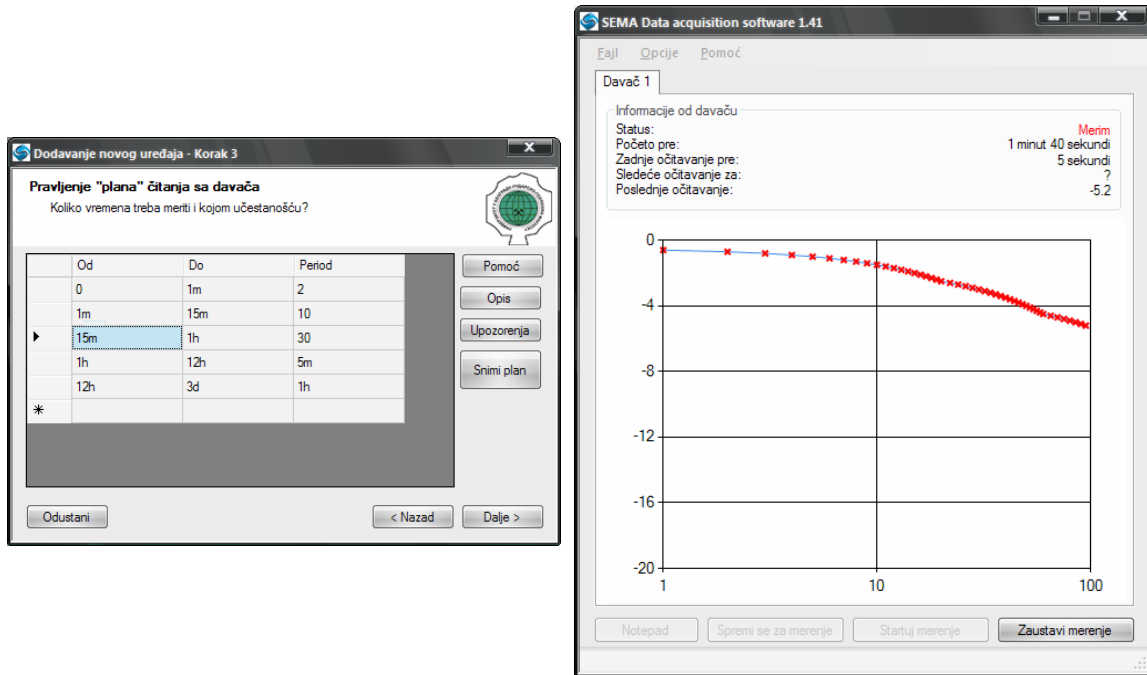 Dodavanje novog uređaja - Korak 3
Pravljenje "plana" čitanja sa davača
Koliko vremena treba meriti i kojom učestanošću?
Od Do Period
0 1m 2
1m 15m 10
15m 1h 30
1h 12h 5m
12h 3d 1h
Pomoć
Opis
Upozorenja
Snimi plan
Odustani
< Nazad
Dalje >
SEMA Data acquisition software 1.41
Fajl Opcije Pomoć
Davač 1
Informacije od davaču
Status: Merim
Početo pre: 1 minut 40 sekundi
Zadnje očitavanje pre: 5 sekundi
Sledeće očitavanje za: ?
Poslednje očitavanje: -5.2
0
-4
-8
-12
-16
-20
1 10 100
Notepad
Spremi se za merenje
Startuj merenje
Zaustavi merenje